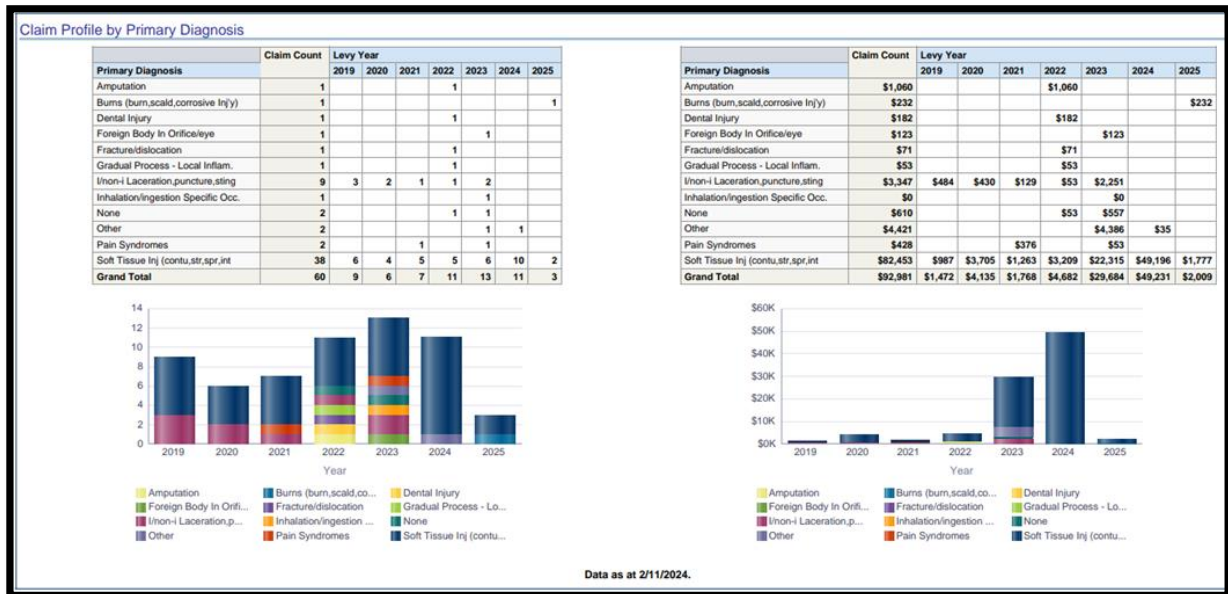 Claim Profile by Primary Diagnosis
Claim Count Levy Year
Primary Diagnosis 2019 2020 2021 2022 2023 2024 2025
Amputation 1 1
Burns (burn,scald,corrosive Inj'y) 1 1
Dental Injury 1 1
Foreign Body In Orifice/eye 1 1
Fracture/dislocation 1 1
Gradual Process - Local Inflam. 1 1
I/non-i Laceration,puncture,sting 9 3 2 1 1 2
Inhalation/ingestion Specific Occ. 1 1
None 2 1 1
Other 2 1 1
Pain Syndromes 2 1 1
Soft Tissue Inj (contu,str,spr,int 38 6 4 5 5 6 10 2
Grand Total 60 9 6 7 11 13 11 3
Claim Count Levy Year
Primary Diagnosis 2019 2020 2021 2022 2023 2024 2025
Amputation $1,060 $1,060
Burns (burn,scald,corrosive Inj'y) $232 $232
Dental Injury $182 $182
Foreign Body In Orifice/eye $123 $123
Fracture/dislocation $71 $71
Gradual Process - Local Inflam. $53 $53
I/non-i Laceration,puncture,sting $3,347 $484 $430 $129 $53 $2,251
Inhalation/ingestion Specific Occ. $0 $0
None $610 $53 $557
Other $4,421 $4,386 $35
Pain Syndromes $428 $376 $53
Soft Tissue Inj (contu,str,spr,int $82,453 $987 $3,705 $1,263 $3,209 $22,315 $49,196 $1,777
Grand Total $92,981 $1,472 $4,135 $1,768 $4,682 $29,684 $49,231 $2,009
14
12
10
8
6
4
2
0
2019 2020 2021 2022 2023 2024 2025
Year
Amputation Burns (burn,scald,co... Dental Injury
Foreign Body In Orifi... Fracture/dislocation Gradual Process - Lo...
I/non-i Laceration,p... Inhalation/ingestion ... None
Other Pain Syndromes Soft Tissue Inj (contu...
$60K
$50K
$40K
$30K
$20K
$10K
$0K
2019 2020 2021 2022 2023 2024 2025
Year
Amputation Burns (burn,scald,co... Dental Injury
Foreign Body In Orifi... Fracture/dislocation Gradual Process - Lo...
I/non-i Laceration,p... Inhalation/ingestion ... None
Other Pain Syndromes Soft Tissue Inj (contu...
Data as at 2/11/2024.